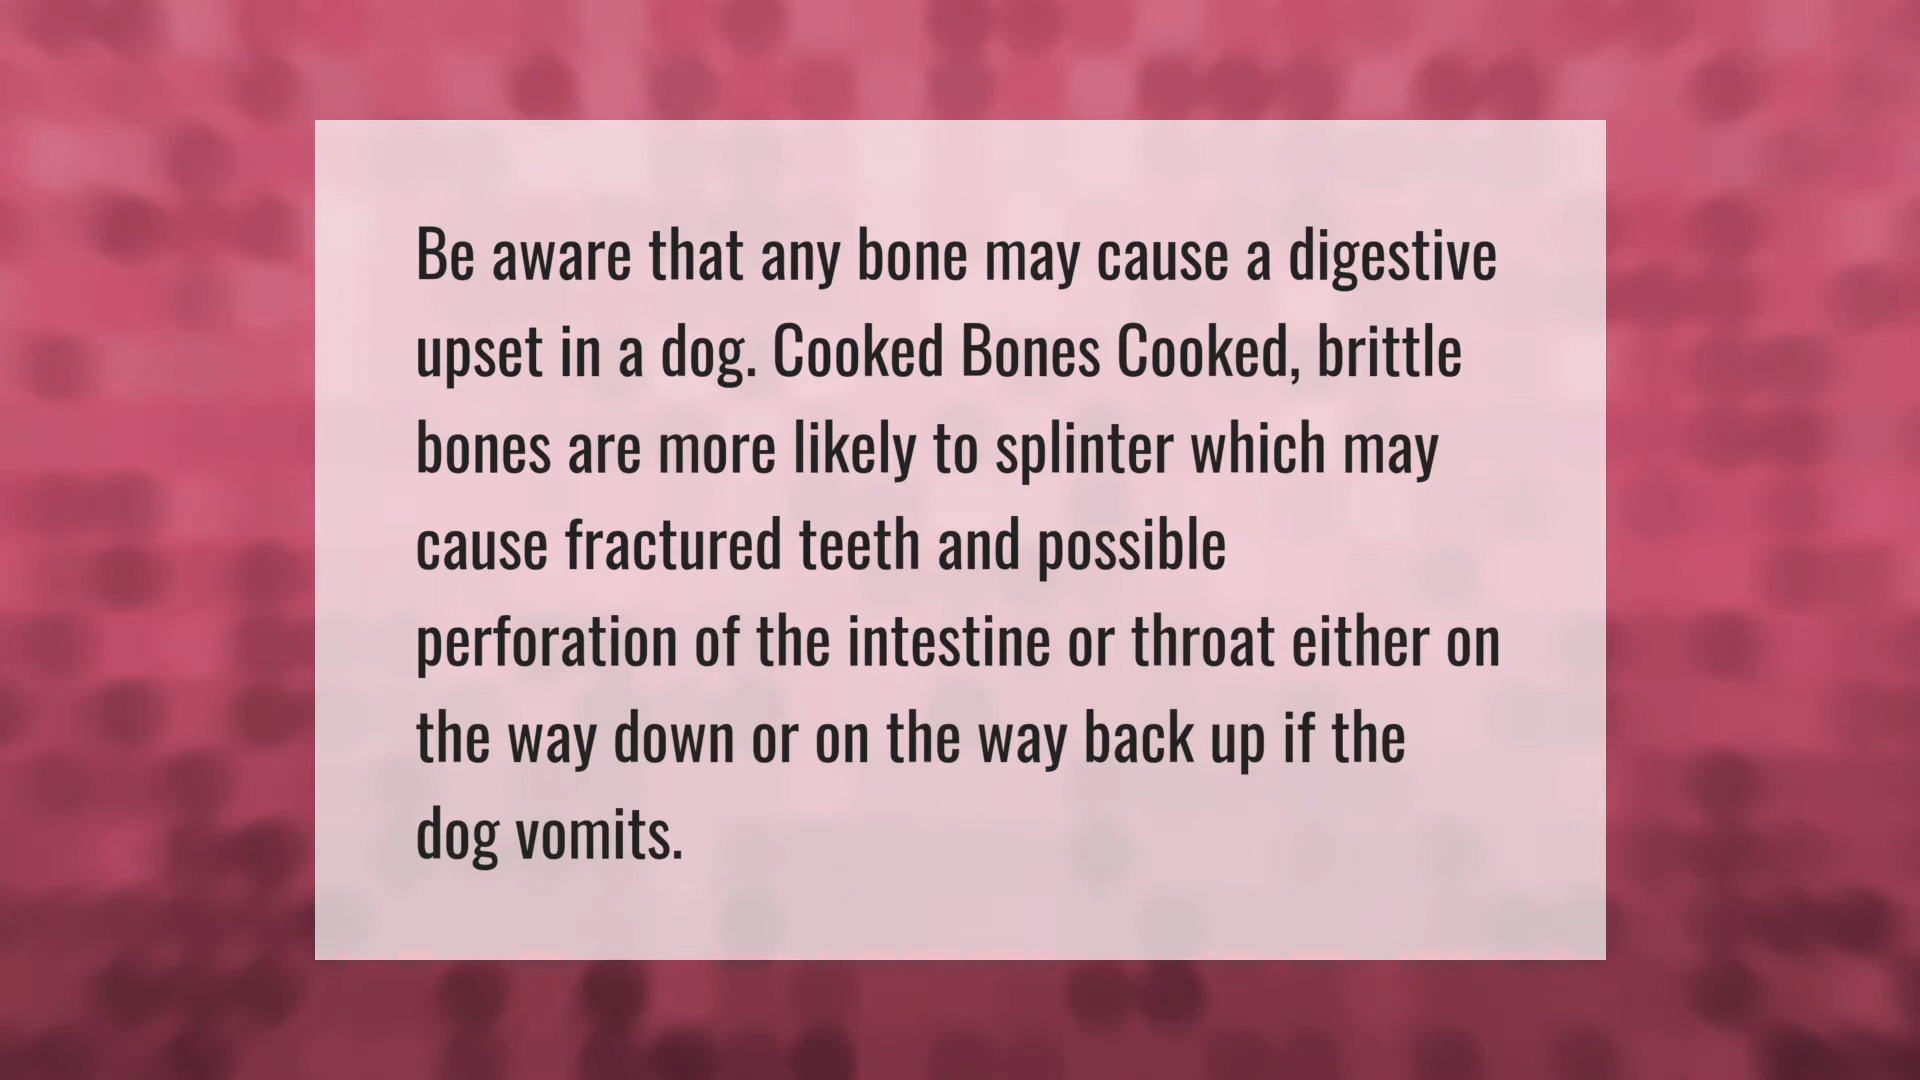 Be aware that any bone may cause a digestive
upset in a dog. Cooked Bones Cooked, brittle
bones are more likely to splinter which may
cause fractured teeth and possible
perforation of the intestine or throat either on
the way down or on the way back up if the
dog vomits.